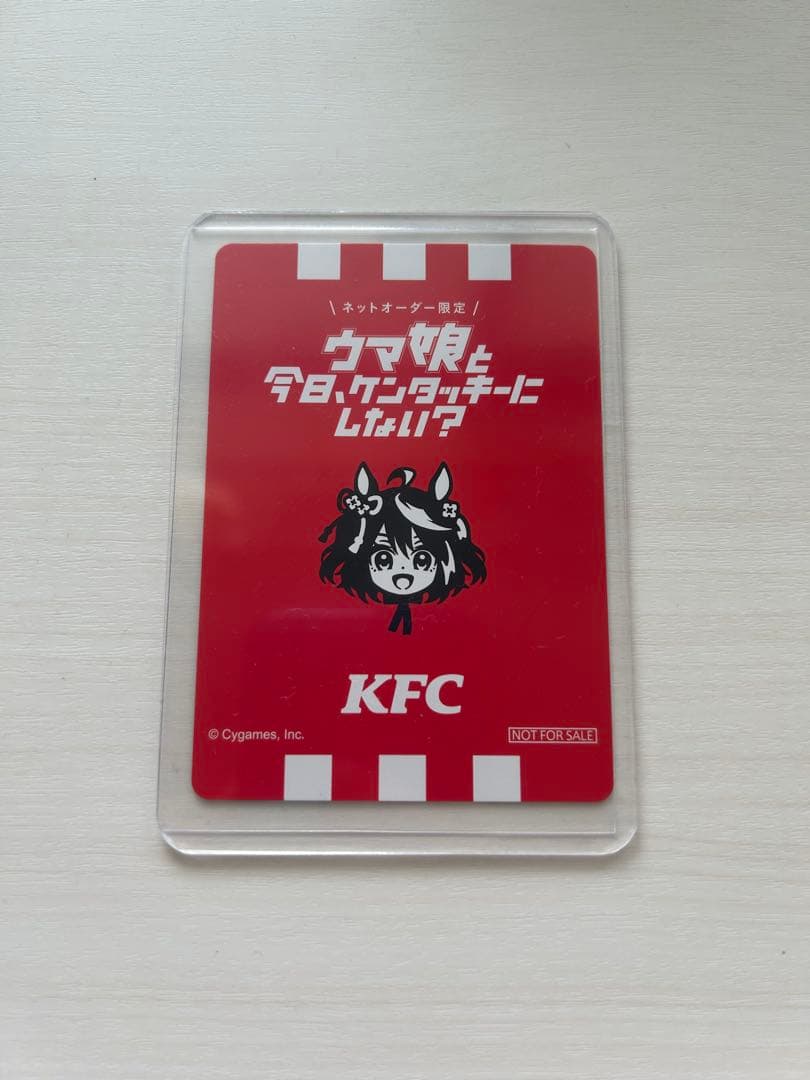 \ ネットオーダー限定 /
ウマ娘と
今日、ケンタッキーに
しない?
KFC
© Cygames, Inc.
NOT FOR SALE